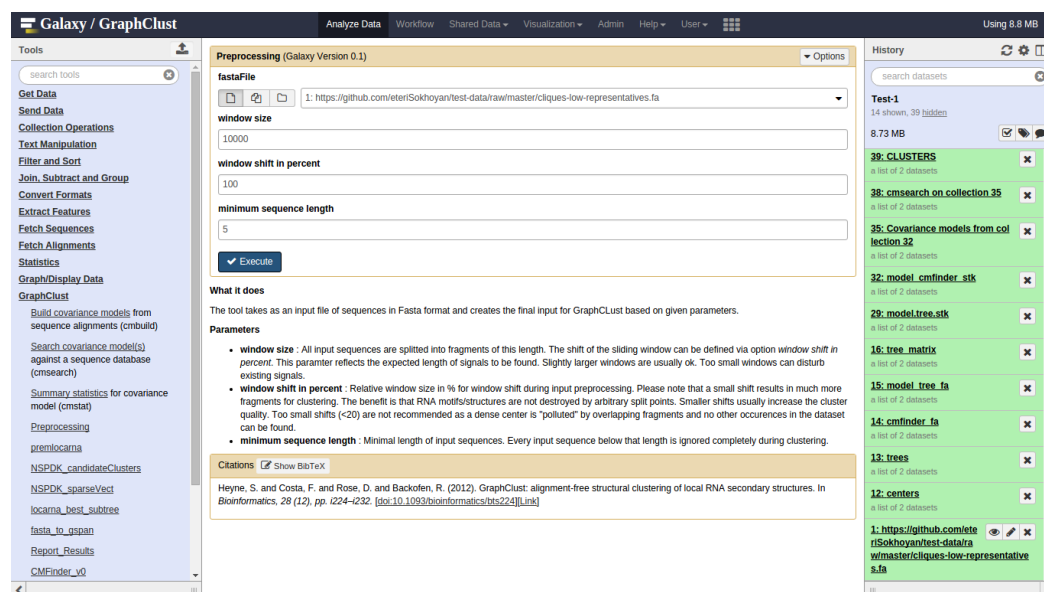 Galaxy / GraphClust
Analyze Data Workflow Shared Data Visualization Admin Help User
Using 8.8 MB
Tools
search tools
Get Data
Send Data
Collection Operations
Text Manipulation
Filter and Sort
Join, Subtract and Group
Convert Formats
Extract Features
Fetch Sequences
Fetch Alignments
Statistics
Graph/Display Data
GraphClust
Build covariance models from
sequence alignments (cmbuild)
Search covariance model(s)
against a sequence database
(cmsearch)
Summary statistics for covariance
model (cmstat)
Preprocessing
premlocarna
NSPDK_candidateClusters
NSPDK_sparseVect
locarna_best_subtree
fasta_to_gspan
Report_Results
CMFinder_v0
Preprocessing (Galaxy Version 0.1)
Options
fastaFile
1: https://github.com/eteriSokhoyan/test-data/raw/master/cliques-low-representatives.fa
window size
10000
window shift in percent
100
minimum sequence length
5
Execute
What it does
The tool takes as an input file of sequences in Fasta format and creates the final input for GraphCLust based on given parameters.
Parameters
• window size : All input sequences are splitted into fragments of this length. The shift of the sliding window can be defined via option window shift in
percent. This paramter reflects the expected length of signals to be found. Slightly larger windows are usually ok. Too small windows can disturb
existing signals.
• window shift in percent : Relative window size in % for window shift during input preprocessing. Please note that a small shift results in much more
fragments for clustering. The benefit is that RNA motifs/structures are not destroyed by arbitrary split points. Smaller shifts usually increase the cluster
quality. Too small shifts (<20) are not recommended as a dense center is "polluted" by overlapping fragments and no other occurences in the dataset
can be found.
• minimum sequence length : Minimal length of input sequences. Every input sequence below that length is ignored completely during clustering.
Citations Show BibTeX
Heyne, S. and Costa, F. and Rose, D. and Backofen, R. (2012). GraphClust: alignment-free structural clustering of local RNA secondary structures. In
Bioinformatics, 28 (12), pp. i224–i232. [doi:10.1093/bioinformatics/bts224][Link]
History
search datasets
Test-1
14 shown, 39 hidden
8.73 MB
39: CLUSTERS
a list of 2 datasets
38: cmsearch on collection 35
a list of 2 datasets
35: Covariance models from col
lection 32
a list of 2 datasets
32: model_cmfinder_stk
a list of 2 datasets
29: model.tree.stk
a list of 2 datasets
16: tree_matrix
a list of 2 datasets
15: model_tree_fa
a list of 2 datasets
14: cmfinder_fa
a list of 2 datasets
13: trees
a list of 2 datasets
12: centers
a list of 2 datasets
1: https://github.com/ete
riSokhoyan/test-data/ra
w/master/cliques-low-representative
s.fa